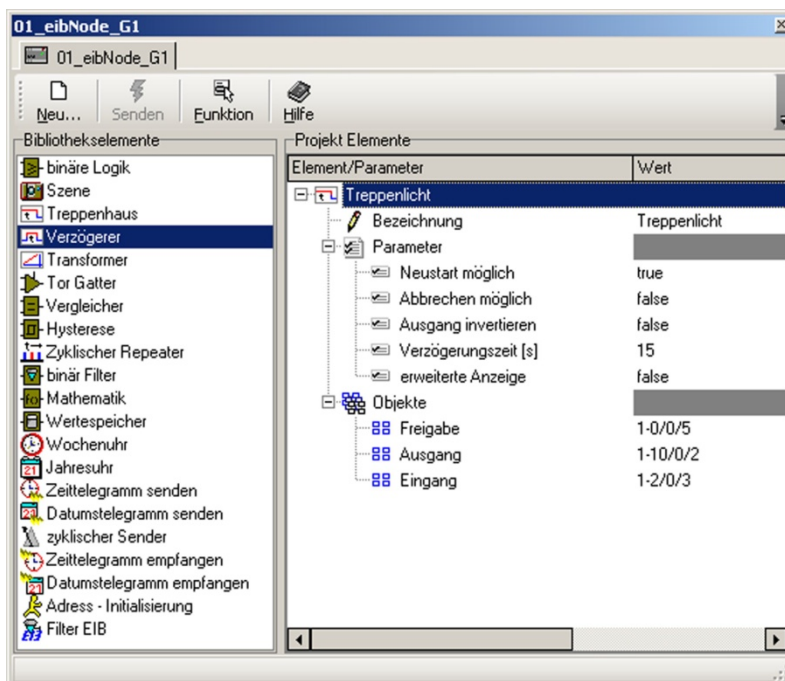 01_eibNode_G1
01_eibNode_G1
Neu... Senden Funktion Hilfe
Bibliothekselemente
binäre Logik
Szene
Treppenhaus
Verzögerer
Transformer
Tor Gatter
Vergleicher
Hysterese
Zyklischer Repeater
binär Filter
Mathematik
Wertespeicher
Wochenuhr
Jahresuhr
Zeittelegramm senden
Datumstelegramm senden
zyklischer Sender
Zeittelegramm empfangen
Datumstelegramm empfangen
Adress - Initialisierung
Filter EIB
Projekt Elemente
Element/Parameter Wert
Treppenlicht
Bezeichnung Treppenlicht
Parameter
Neustart möglich true
Abbrechen möglich false
Ausgang invertieren false
Verzögerungszeit [s] 15
erweiterte Anzeige false
Objekte
Freigabe 1-0/0/5
Ausgang 1-10/0/2
Eingang 1-2/0/3